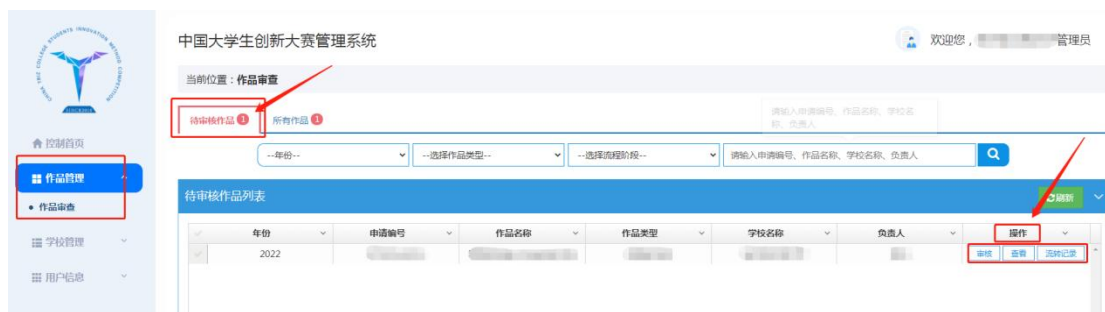 中国大学生创新大赛管理系统
欢迎您，
管理员
当前位置：作品审查
待审核作品 1
所有作品 1
请输入申请编号、作品名称、学校名
称、负责人
控制首页
--年份--
--选择作品类型--
--选择流程阶段--
请输入申请编号、作品名称、学校名称、负责人
作品管理
待审核作品列表
刷新
作品审查
年份
申请编号
作品名称
作品类型
学校名称
负责人
操作
学校管理
2022
审核
查看
流转记录
用户信息